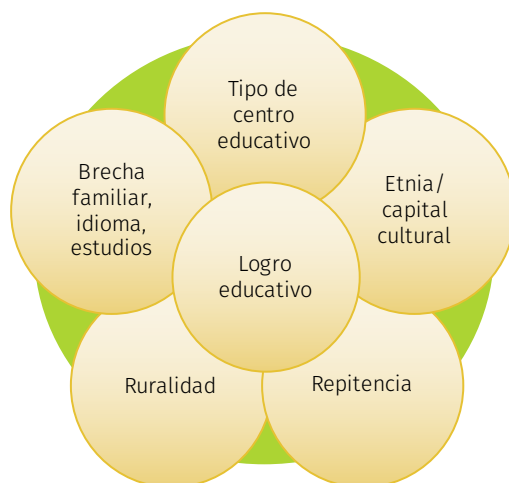 Tipo de
centro
educativo
Brecha
familiar,
idioma,
estudios
Etnia/
capital
cultural
Logro
educativo
Ruralidad
Repitencia